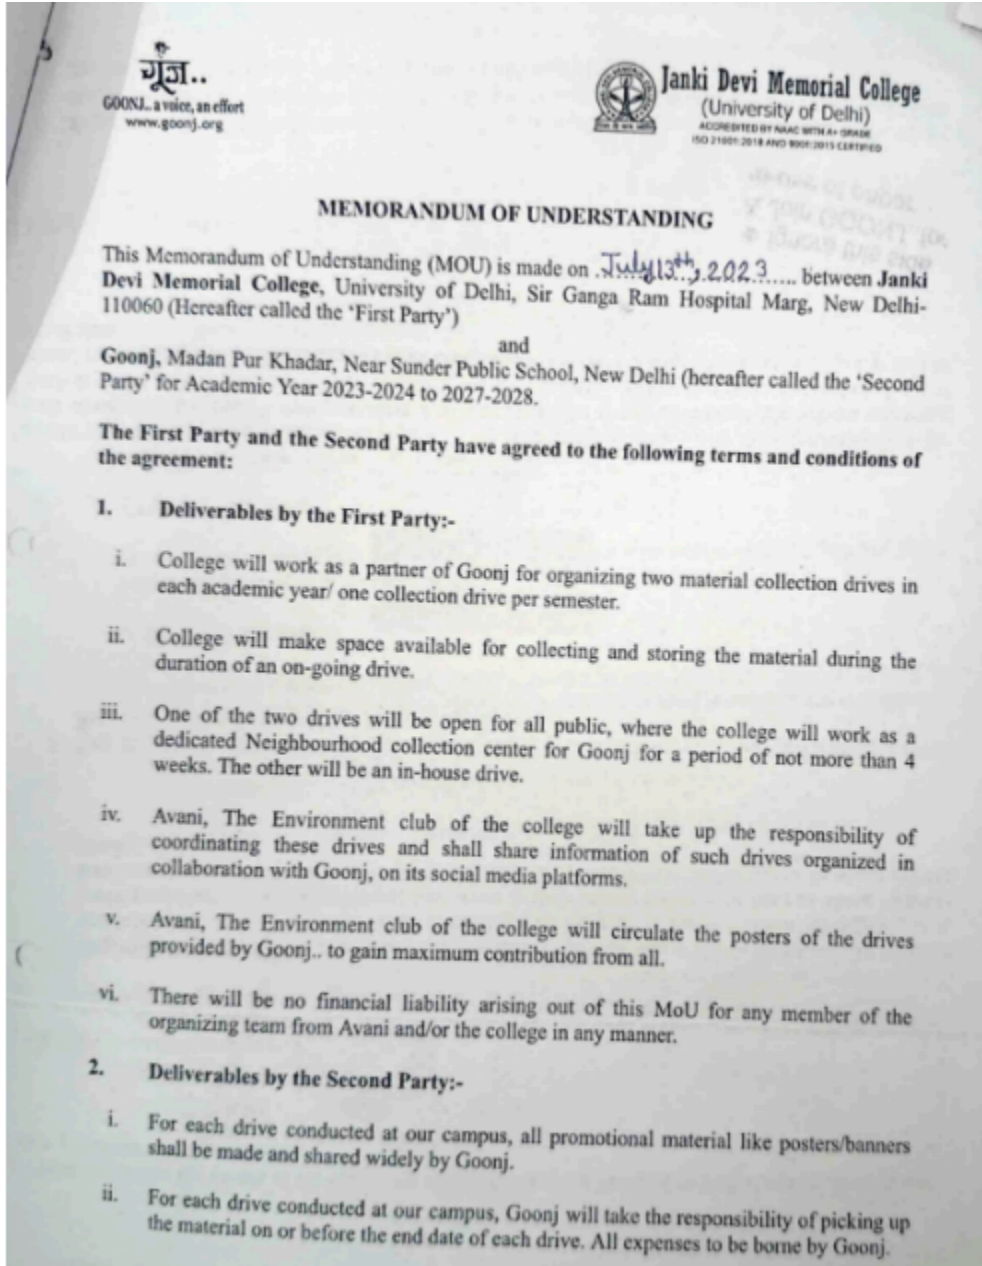 गूँज..
GOONJ.. a voice, an effort
www.goonj.org
Janki Devi Memorial College
(University of Delhi)
ACCREDITED BY NAAC WITH A+ GRADE
ISO 21001:2018 AND 9001:2015 CERTIFIED
MEMORANDUM OF UNDERSTANDING
This Memorandum of Understanding (MOU) is made on .July 13th, 2023..... between Janki
Devi Memorial College, University of Delhi, Sir Ganga Ram Hospital Marg, New Delhi-
110060 (Hereafter called the ‘First Party’)
and
Goonj, Madan Pur Khadar, Near Sunder Public School, New Delhi (hereafter called the ‘Second
Party’ for Academic Year 2023-2024 to 2027-2028.
The First Party and the Second Party have agreed to the following terms and conditions of
the agreement:
1. Deliverables by the First Party:-
i. College will work as a partner of Goonj for organizing two material collection drives in
each academic year/ one collection drive per semester.
ii. College will make space available for collecting and storing the material during the
duration of an on-going drive.
iii. One of the two drives will be open for all public, where the college will work as a
dedicated Neighbourhood collection center for Goonj for a period of not more than 4
weeks. The other will be an in-house drive.
iv. Avani, The Environment club of the college will take up the responsibility of
coordinating these drives and shall share information of such drives organized in
collaboration with Goonj, on its social media platforms.
v. Avani, The Environment club of the college will circulate the posters of the drives
provided by Goonj.. to gain maximum contribution from all.
vi. There will be no financial liability arising out of this MoU for any member of the
organizing team from Avani and/or the college in any manner.
2. Deliverables by the Second Party:-
i. For each drive conducted at our campus, all promotional material like posters/banners
shall be made and shared widely by Goonj.
ii. For each drive conducted at our campus, Goonj will take the responsibility of picking up
the material on or before the end date of each drive. All expenses to be borne by Goonj.